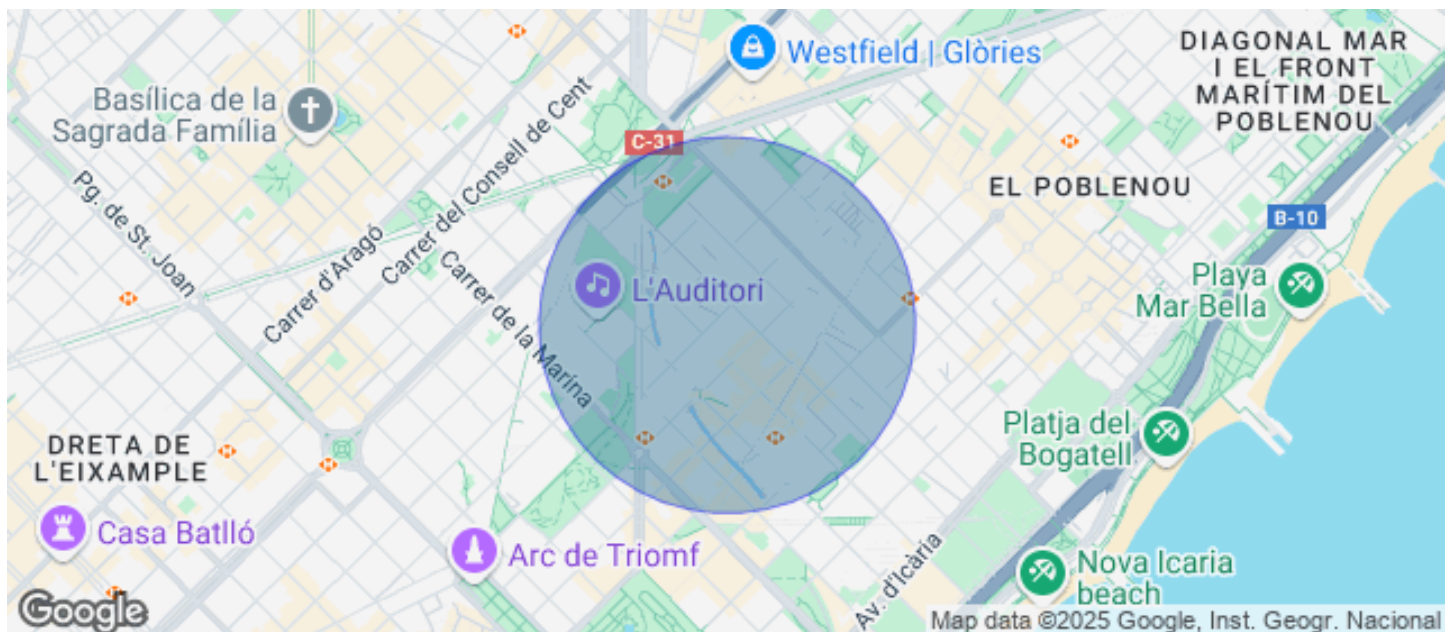 Westfield | Glòries
DIAGONAL MAR
I EL FRONT
MARÍTIM DEL
POBLENOU
Basílica de la
Sagrada Família
Carrer del Consell de Cent
C-31
Pg. de St. Joan
EL POBLENOU
B-10
Carrer d'Aragó
Carrer de la Marina
L'Auditori
Playa
Mar Bella
Platja del
Bogatell
DRETA DE
L'EIXAMPLE
Casa Batlló
Arc de Triomf
Av. d'Icària
Nova Icaria
beach
Google
Map data ©2025 Google, Inst. Geogr. Nacional